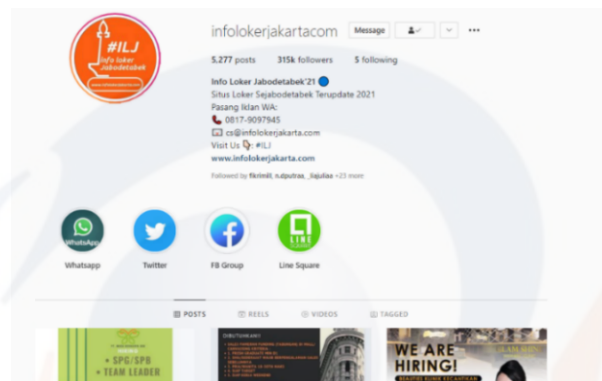 infolokerjakartacom Message
#ILJ
info loker
Jabodetabek
5.277 posts 315k followers 5 following
Info Loker Jabodetabek'21
Situs Loker Sejabodetabek Terupdate 2021
Pasang Iklan WA:
0817-9097945
cs@infolokerjakarta.com
Visit Us : #ILJ
www.infolokerjakarta.com
Followed by fikrimill, n.dputraa, _liajuliaa +23 more
WhatsApp
Whatsapp Twitter FB Group Line Square
LINE
POSTS REELS VIDEOS TAGGED
• SPG/SPB
• TEAM LEADER
DIBUTUHKAN!
WE ARE
HIRING!